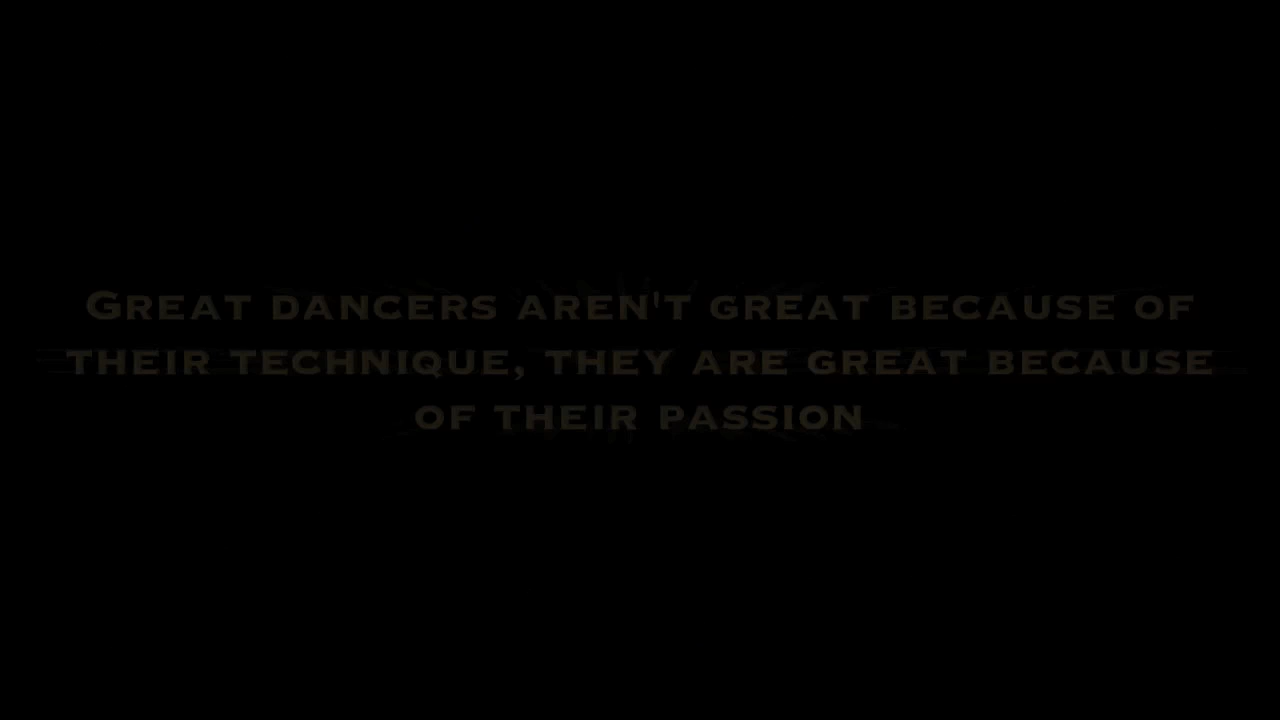 Great dancers aren't great because of
their technique, they are great because
of their passion